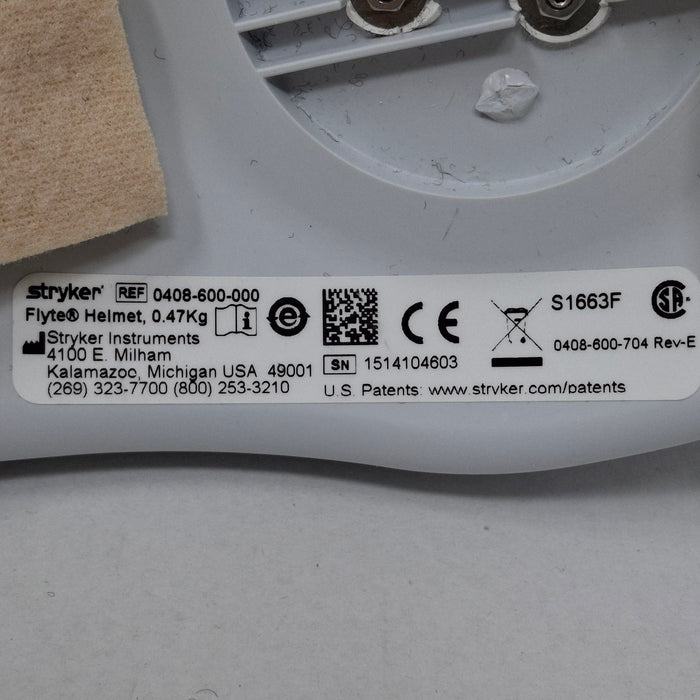 stryker® REF 0408-600-000
Flyte® Helmet, 0.47Kg
Stryker Instruments
4100 E. Milham
Kalamazoo, Michigan USA 49001
(269) 323-7700 (800) 253-3210
CE
SN 1514104603
U.S. Patents: www.stryker.com/patents
S1663F
SA
0408-600-704 Rev-E